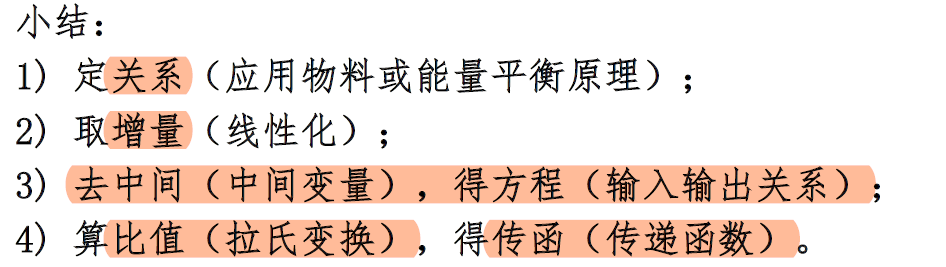 小结：
1) 定关系（应用物料或能量平衡原理）；
2) 取增量（线性化）；
3) 去中间（中间变量），得方程（输入输出关系）；
4) 算比值（拉氏变换），得传函（传递函数）。